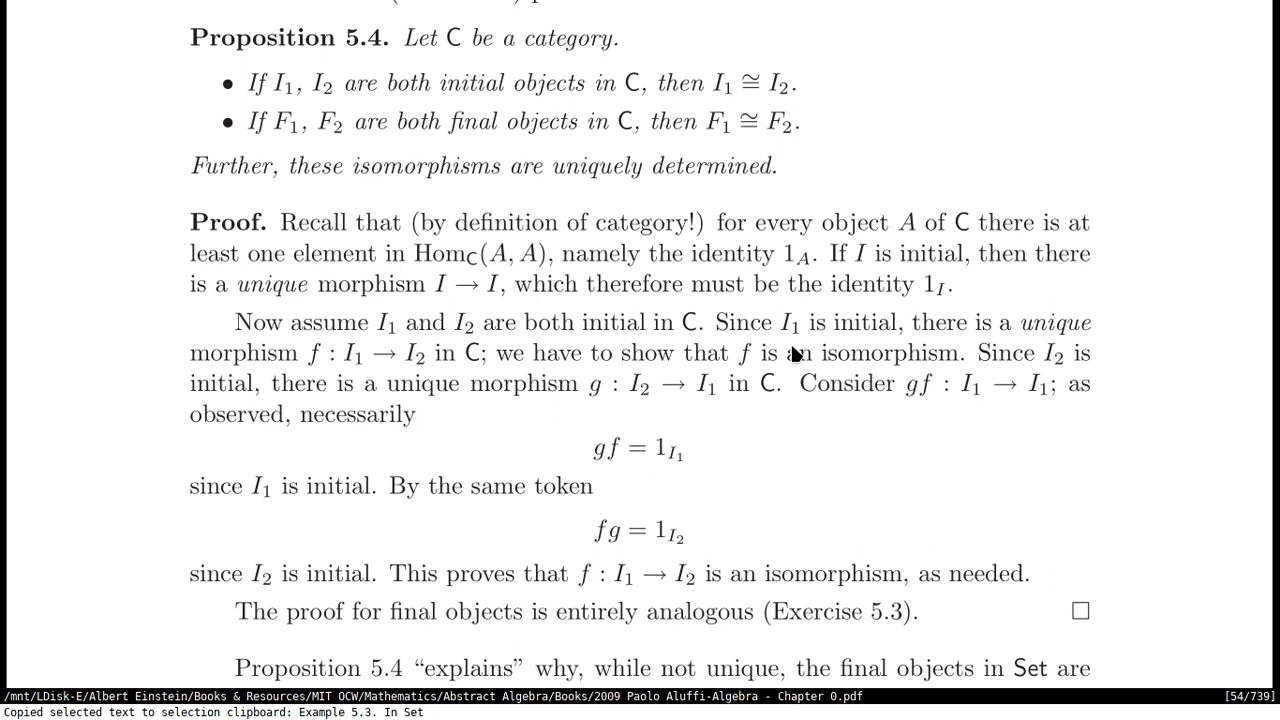 Proposition 5.4. Let C be a category.
• If I₁, I₂ are both initial objects in C, then I₁ ≅ I₂.
• If F₁, F₂ are both final objects in C, then F₁ ≅ F₂.
Further, these isomorphisms are uniquely determined.
Proof. Recall that (by definition of category!) for every object A of C there is at
least one element in Hom_C(A, A), namely the identity 1_A. If I is initial, then there
is a unique morphism I → I, which therefore must be the identity 1_I.
Now assume I₁ and I₂ are both initial in C. Since I₁ is initial, there is a unique
morphism f : I₁ → I₂ in C; we have to show that f is an isomorphism. Since I₂ is
initial, there is a unique morphism g : I₂ → I₁ in C. Consider gf : I₁ → I₁; as
observed, necessarily
gf = 1_{I₁}
since I₁ is initial. By the same token
fg = 1_{I₂}
since I₂ is initial. This proves that f : I₁ → I₂ is an isomorphism, as needed.
The proof for final objects is entirely analogous (Exercise 5.3). □
Proposition 5.4 “explains” why, while not unique, the final objects in Set are
/mnt/LDisk-E/Albert Einstein/Books & Resources/MIT OCW/Mathematics/Abstract Algebra/Books/2009 Paolo Aluffi-Algebra - Chapter 0.pdf [54/739]
Copied selected text to selection clipboard: Example 5.3. In Set